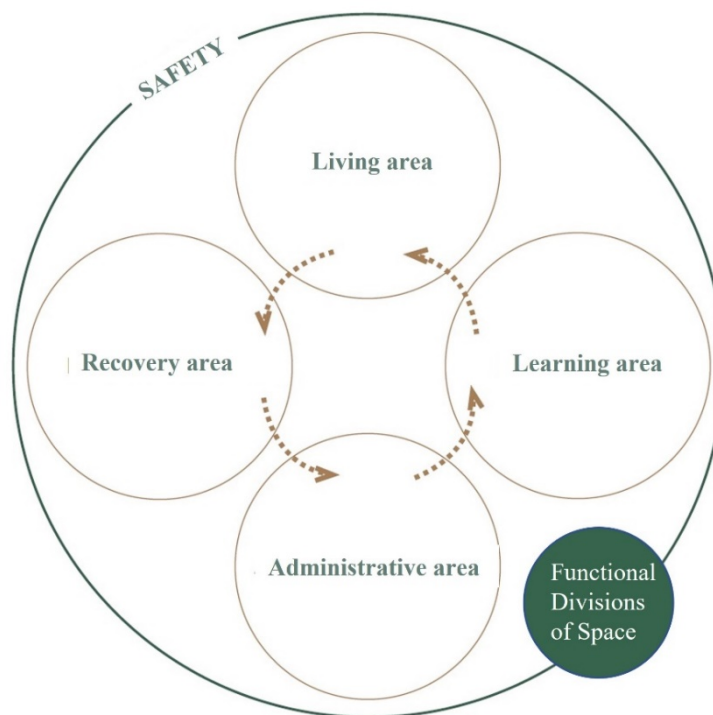 SAFETY
Living area
Recovery area
Learning area
Administrative area
Functional
Divisions
of Space